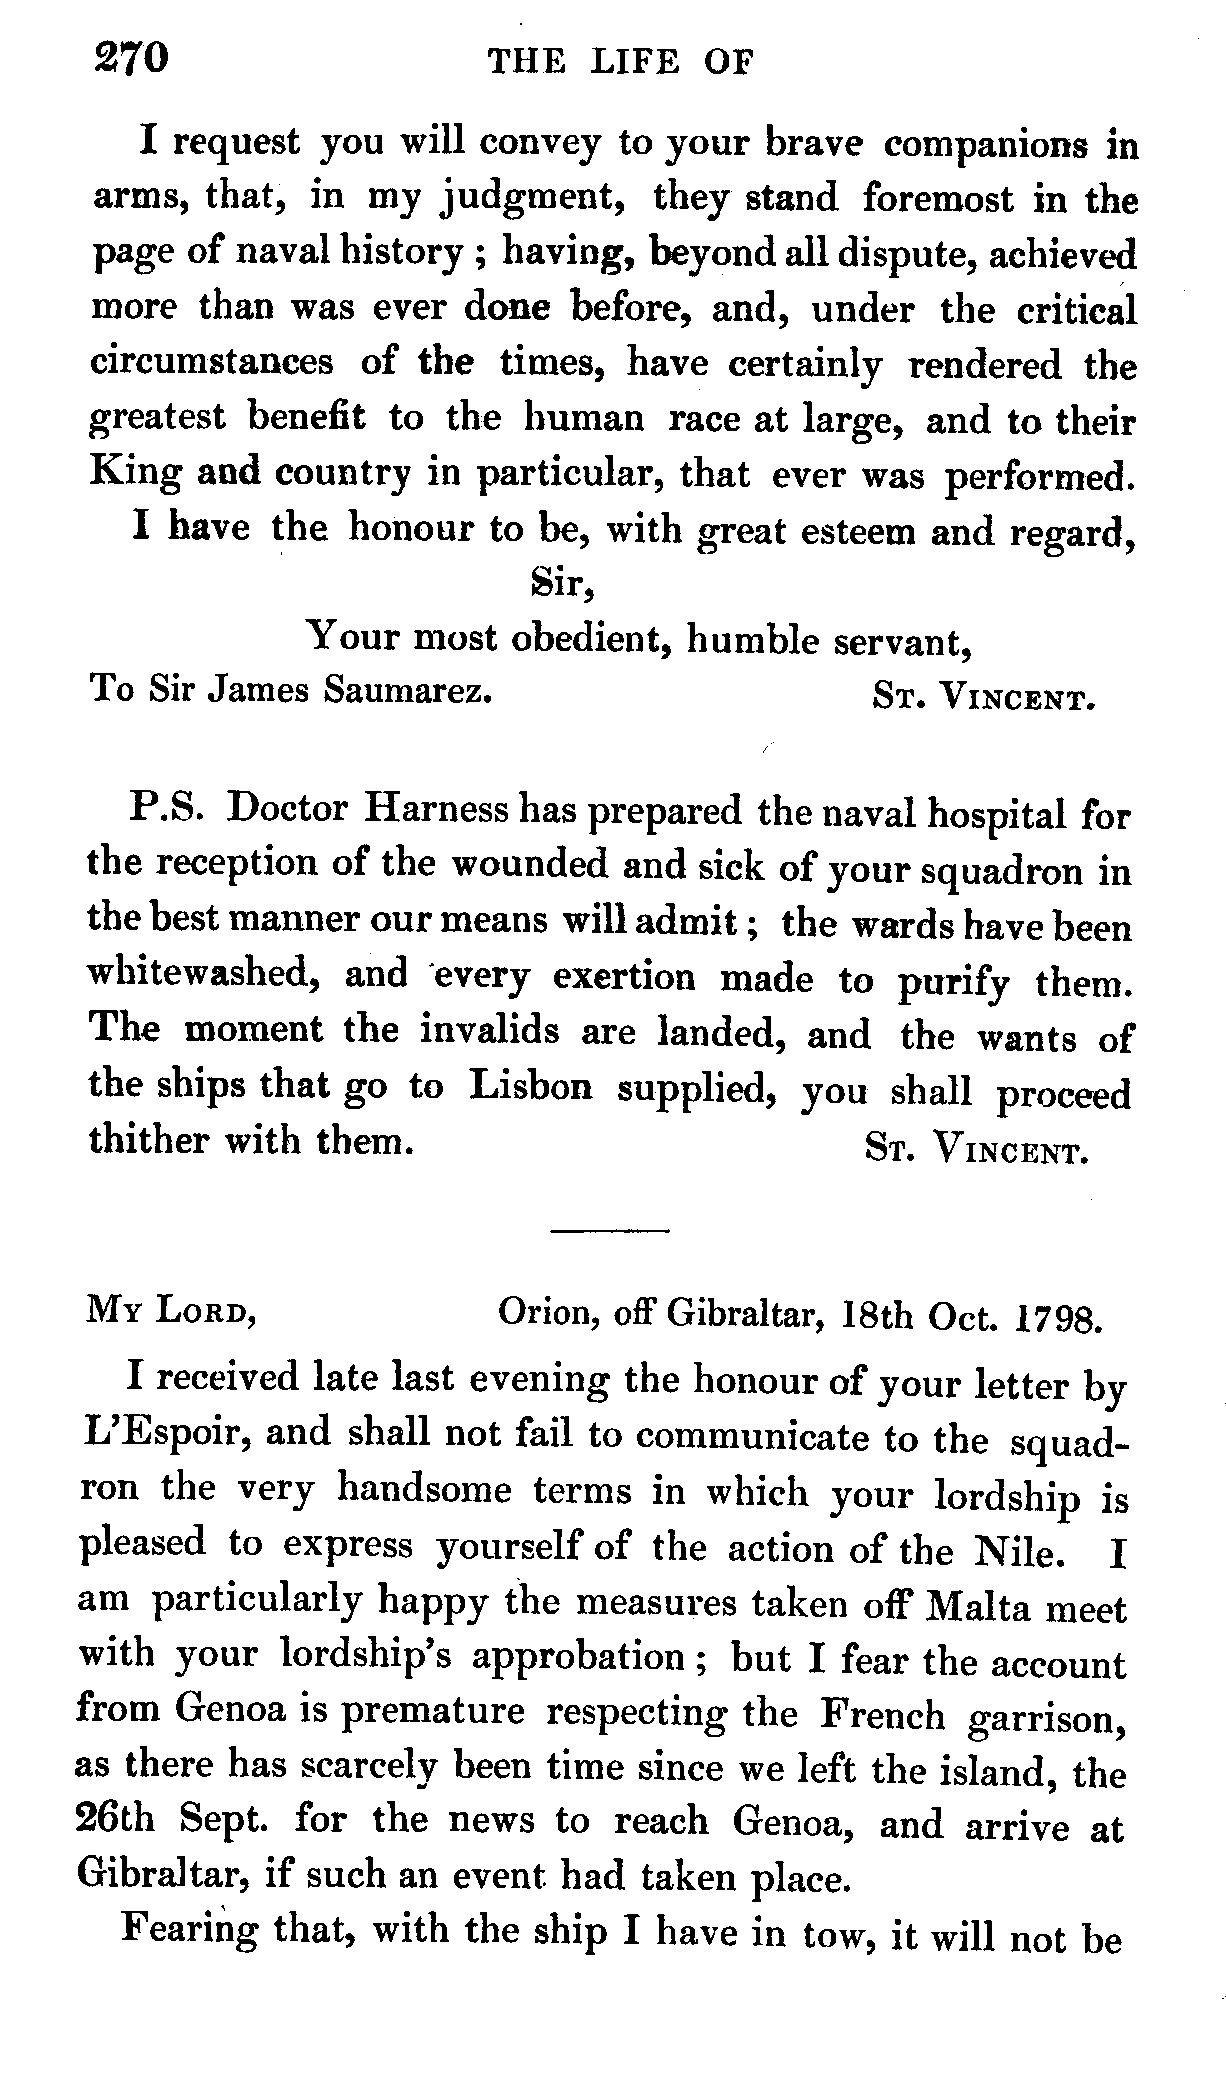 270 THE LIFE OF
I request you will convey to your brave companions in
arms, that, in my judgment, they stand foremost in the
page of naval history ; having, beyond all dispute, achieved
more than was ever done before, and, under the critical
circumstances of the times, have certainly rendered the
greatest benefit to the human race at large, and to their
King and country in particular, that ever was performed.
I have the honour to be, with great esteem and regard,
Sir,
Your most obedient, humble servant,
To Sir James Saumarez. ST. VINCENT.
P.S. Doctor Harness has prepared the naval hospital for
the reception of the wounded and sick of your squadron in
the best manner our means will admit ; the wards have been
whitewashed, and every exertion made to purify them.
The moment the invalids are landed, and the wants of
the ships that go to Lisbon supplied, you shall proceed
thither with them. ST. VINCENT.
MY LORD, Orion, off Gibraltar, 18th Oct. 1798.
I received late last evening the honour of your letter by
L'Espoir, and shall not fail to communicate to the squad-
ron the very handsome terms in which your lordship is
pleased to express yourself of the action of the Nile. I
am particularly happy the measures taken off Malta meet
with your lordship's approbation ; but I fear the account
from Genoa is premature respecting the French garrison,
as there has scarcely been time since we left the island, the
26th Sept. for the news to reach Genoa, and arrive at
Gibraltar, if such an event had taken place.
Fearing that, with the ship I have in tow, it will not be